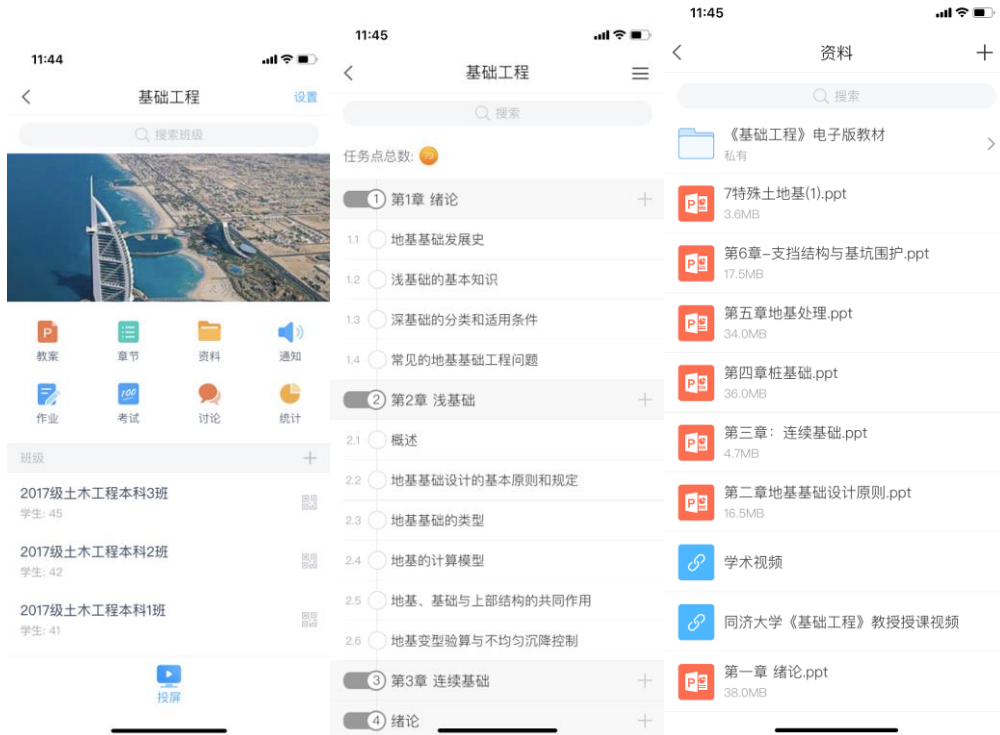 11:44
基础工程
设置
搜索班级
P
教案
章节
资料
通知
作业
100
考试
讨论
统计
班级
2017级土木工程本科3班
学生: 45
2017级土木工程本科2班
学生: 42
2017级土木工程本科1班
学生: 41
投屏
11:45
基础工程
搜索
任务点总数: 79
1 第1章 绪论
1.1 地基基础发展史
1.2 浅基础的基本知识
1.3 深基础的分类和适用条件
1.4 常见的地基基础工程问题
2 第2章 浅基础
2.1 概述
2.2 地基基础设计的基本原则和规定
2.3 地基基础的类型
2.4 地基的计算模型
2.5 地基、基础与上部结构的共同作用
2.6 地基变型验算与不均匀沉降控制
3 第3章 连续基础
4 绪论
11:45
资料
搜索
《基础工程》电子版教材
私有
P
7特殊土地基(1).ppt
3.6MB
P
第6章-支挡结构与基坑围护.ppt
17.5MB
P
第五章地基处理.ppt
34.0MB
P
第四章桩基础.ppt
36.0MB
P
第三章：连续基础.ppt
4.7MB
P
第二章地基基础设计原则.ppt
16.5MB
学术视频
同济大学《基础工程》教授授课视频
P
第一章 绪论.ppt
38.0MB